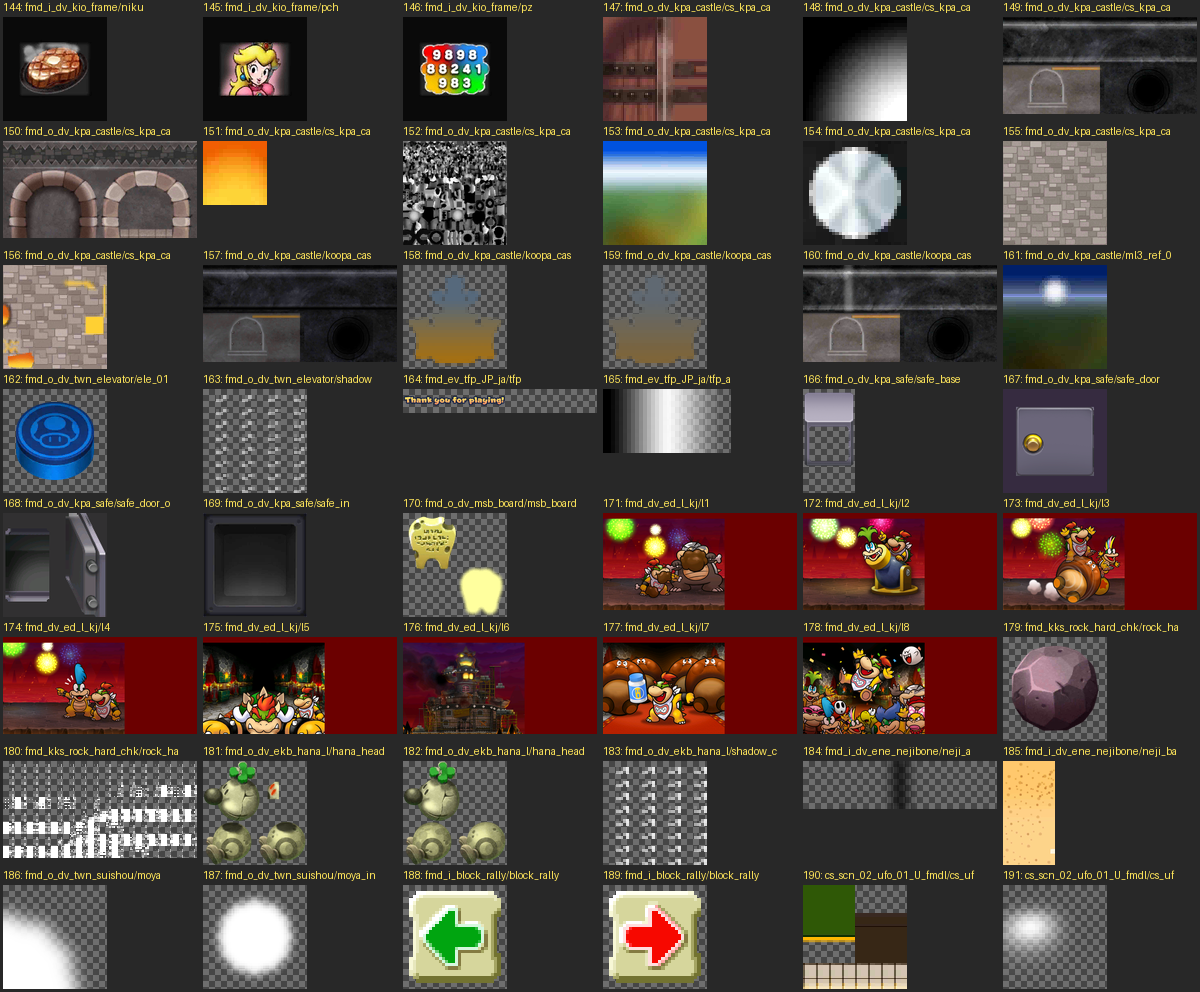 144: fmd_i_dv_kio_frame/niku
145: fmd_i_dv_kio_frame/pch
146: fmd_i_dv_kio_frame/pz
147: fmd_o_dv_kpa_castle/cs_kpa_ca
148: fmd_o_dv_kpa_castle/cs_kpa_ca
149: fmd_o_dv_kpa_castle/cs_kpa_ca
9898
88241
983
150: fmd_o_dv_kpa_castle/cs_kpa_ca
151: fmd_o_dv_kpa_castle/cs_kpa_ca
152: fmd_o_dv_kpa_castle/cs_kpa_ca
153: fmd_o_dv_kpa_castle/cs_kpa_ca
154: fmd_o_dv_kpa_castle/cs_kpa_ca
155: fmd_o_dv_kpa_castle/cs_kpa_ca
156: fmd_o_dv_kpa_castle/cs_kpa_ca
157: fmd_o_dv_kpa_castle/koopa_cas
158: fmd_o_dv_kpa_castle/koopa_cas
159: fmd_o_dv_kpa_castle/koopa_cas
160: fmd_o_dv_kpa_castle/koopa_cas
161: fmd_o_dv_kpa_castle/ml3_ref_0
162: fmd_o_dv_twn_elevator/ele_01
163: fmd_o_dv_twn_elevator/shadow
164: fmd_ev_tfp_JP_ja/tfp
165: fmd_ev_tfp_JP_ja/tfp_a
166: fmd_o_dv_kpa_safe/safe_base
167: fmd_o_dv_kpa_safe/safe_door
Thank you for playing!
168: fmd_o_dv_kpa_safe/safe_door_o
169: fmd_o_dv_kpa_safe/safe_in
170: fmd_o_dv_msb_board/msb_board
171: fmd_dv_ed_l_kj/l1
172: fmd_dv_ed_l_kj/l2
173: fmd_dv_ed_l_kj/l3
174: fmd_dv_ed_l_kj/l4
175: fmd_dv_ed_l_kj/l5
176: fmd_dv_ed_l_kj/l6
177: fmd_dv_ed_l_kj/l7
178: fmd_dv_ed_l_kj/l8
179: fmd_kks_rock_hard_chk/rock_ha
180: fmd_kks_rock_hard_chk/rock_ha
181: fmd_o_dv_ekb_hana_l/hana_head
182: fmd_o_dv_ekb_hana_l/hana_head
183: fmd_o_dv_ekb_hana_l/shadow_c
184: fmd_i_dv_ene_nejibone/neji_a
185: fmd_i_dv_ene_nejibone/neji_ba
186: fmd_o_dv_twn_suishou/moya
187: fmd_o_dv_twn_suishou/moya_in
188: fmd_i_block_rally/block_rally
189: fmd_i_block_rally/block_rally
190: cs_scn_02_ufo_01_U_fmdl/cs_uf
191: cs_scn_02_ufo_01_U_fmdl/cs_uf